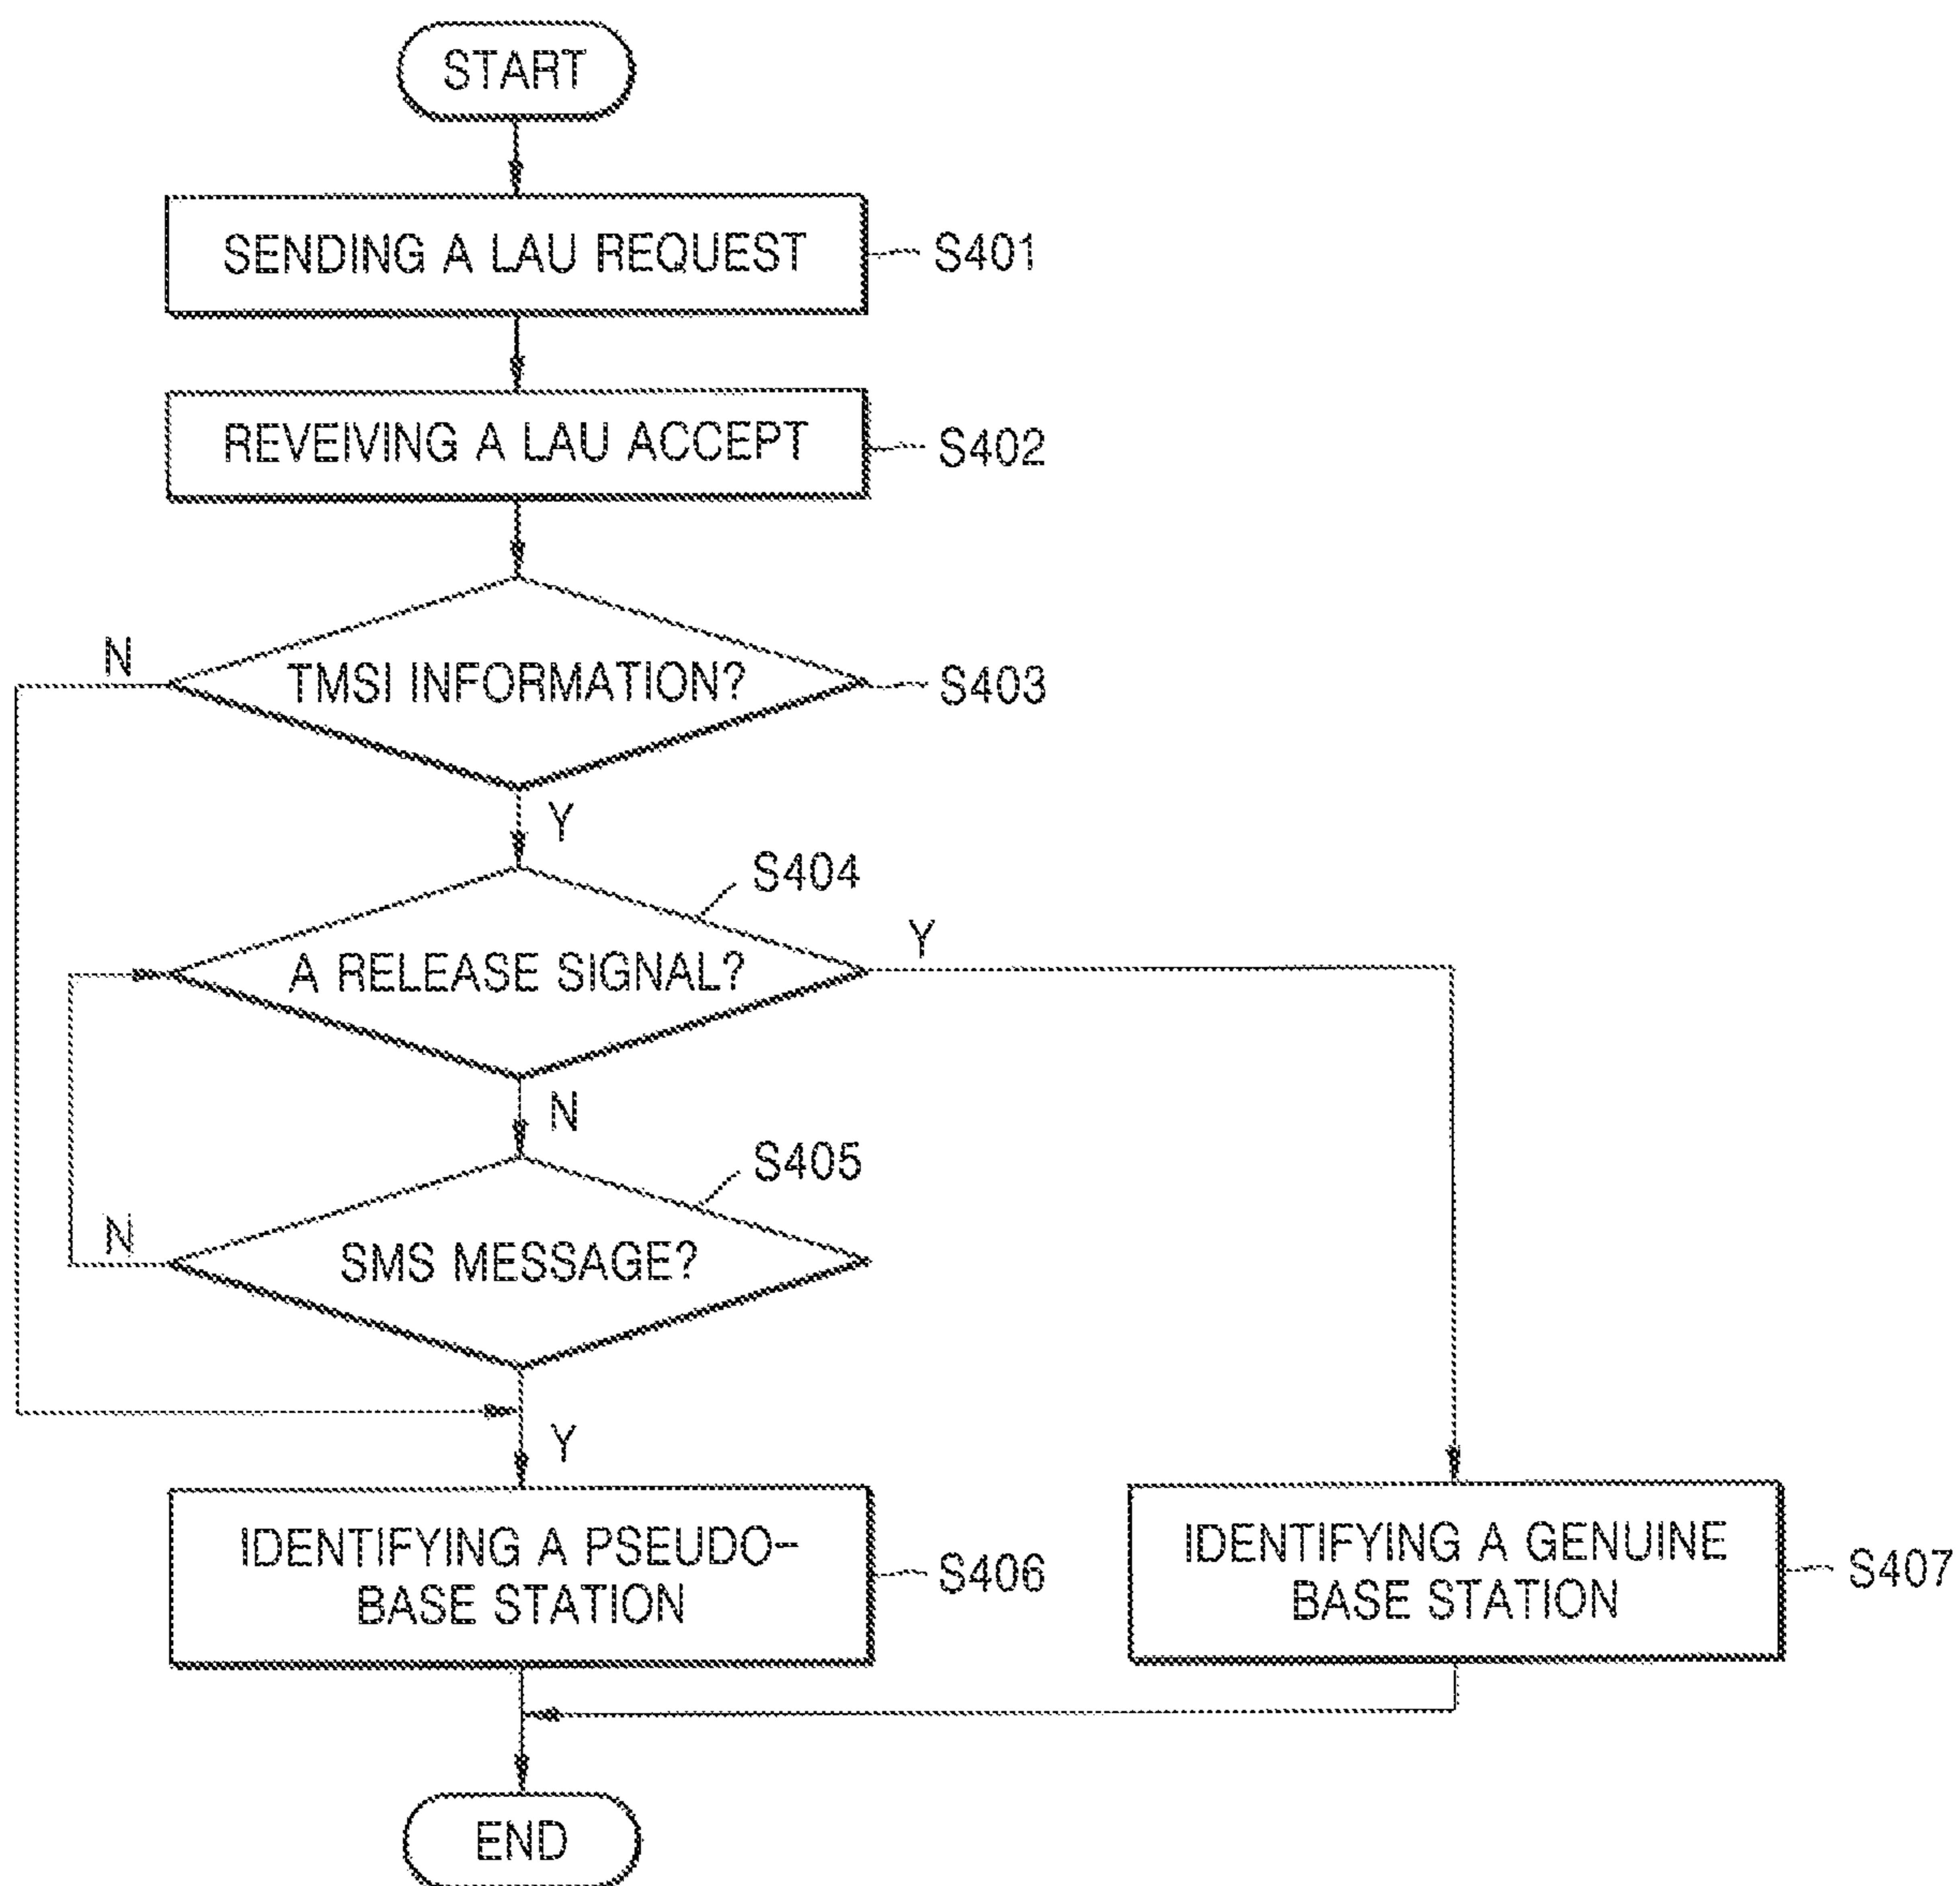 START
SENDING A LAU REQUEST
S401
REVEIVING A LAU ACCEPT
S402
N
TMSI INFORMATION?
S403
Y
S404
Y
A RELEASE SIGNAL?
N
S405
N
SMS MESSAGE?
Y
IDENTIFYING A PSEUDO-
BASE STATION
S406
IDENTIFYING A GENUINE
BASE STATION
S407
END